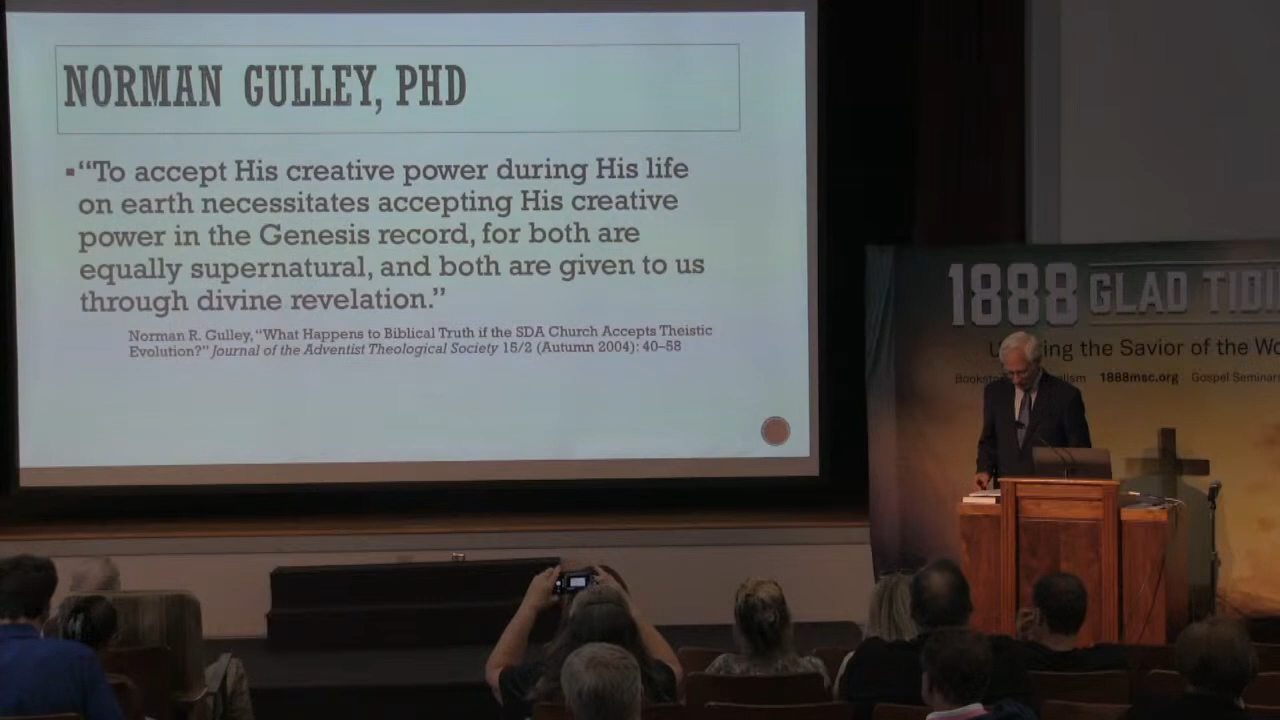 NORMAN GULLEY, PHD
▪“To accept His creative power during His life
on earth necessitates accepting His creative
power in the Genesis record, for both are
equally supernatural, and both are given to us
through divine revelation.”
Norman R. Gulley, “What Happens to Biblical Truth if the SDA Church Accepts Theistic
Evolution?” Journal of the Adventist Theological Society 15/2 (Autumn 2004): 40–58
1888 GLAD
the Savior of the
1888msc.org Gospel